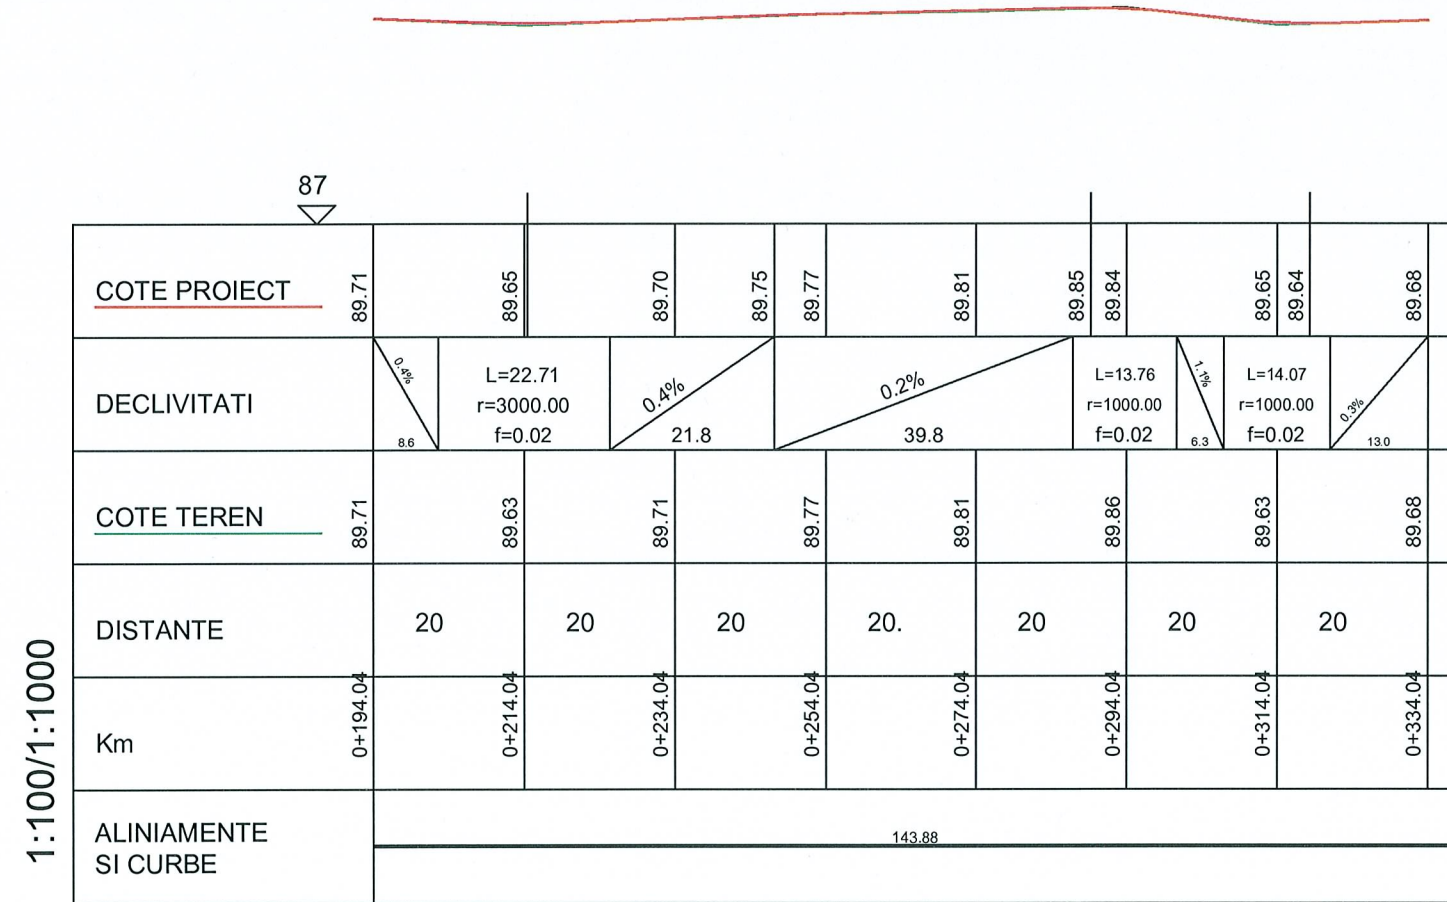 87
COTE PROIECT
89.71
89.65
89.70
89.75
89.77
89.81
89.85
89.84
89.65
89.64
89.68
DECLIVITATI
0.4%
8.6
L=22.71
r=3000.00
f=0.02
0.4%
21.8
0.2%
39.8
L=13.76
r=1000.00
f=0.02
1.1%
6.3
L=14.07
r=1000.00
f=0.02
0.3%
13.0
COTE TEREN
89.71
89.63
89.71
89.77
89.81
89.86
89.63
89.68
DISTANTE
20
20
20
20.
20
20
20
Km
0+194.04
0+214.04
0+234.04
0+254.04
0+274.04
0+294.04
0+314.04
0+334.04
ALINIAMENTE
SI CURBE
143.88
1:100/1:1000